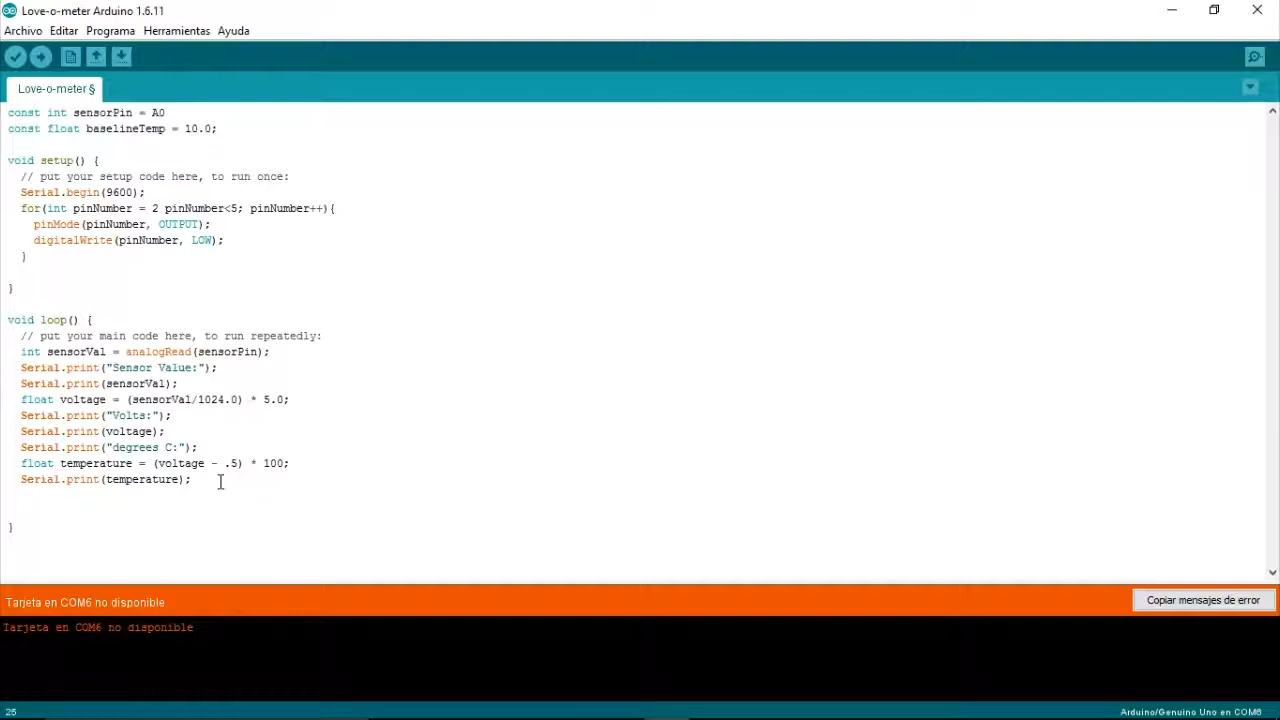 Love-o-meter Arduino 1.6.11
Archivo Editar Programa Herramientas Ayuda
Love-o-meter §
const int sensorPin = A0
const float baselineTemp = 10.0;
void setup() {
// put your setup code here, to run once:
Serial.begin(9600);
for(int pinNumber = 2 pinNumber<5; pinNumber++){
pinMode(pinNumber, OUTPUT);
digitalWrite(pinNumber, LOW);
}
}
void loop() {
// put your main code here, to run repeatedly:
int sensorVal = analogRead(sensorPin);
Serial.print("Sensor Value:");
Serial.print(sensorVal);
float voltage = (sensorVal/1024.0) * 5.0;
Serial.print("Volts:");
Serial.print(voltage);
Serial.print("degrees C:");
float temperature = (voltage - .5) * 100;
Serial.print(temperature);
}
Tarjeta en COM6 no disponible
Copiar mensajes de error
Tarjeta en COM6 no disponible
25
Arduino/Genuino Uno en COM6